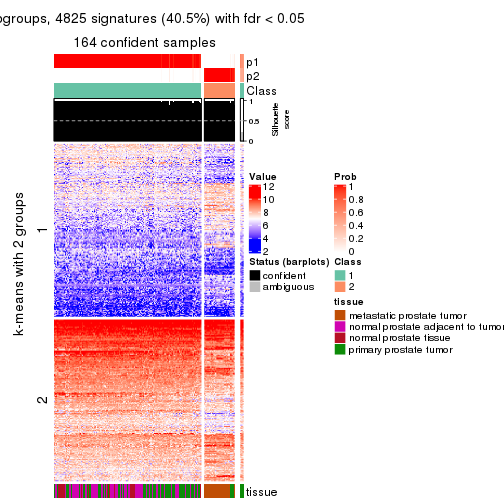 ogroups, 4825 signatures (40.5%) with fdr < 0.05
164 confident samples
p1
p2
Class
1
0.5
0
Silhouette
score
k-means with 2 groups
1
2
Value
12
10
8
6
4
2
Prob
1
0.8
0.6
0.4
0.2
0
Status (barplots)
confident
ambiguous
Class
1
2
tissue
metastatic prostate tumor
normal prostate adjacent to tumor
normal prostate tissue
primary prostate tumor
tissue